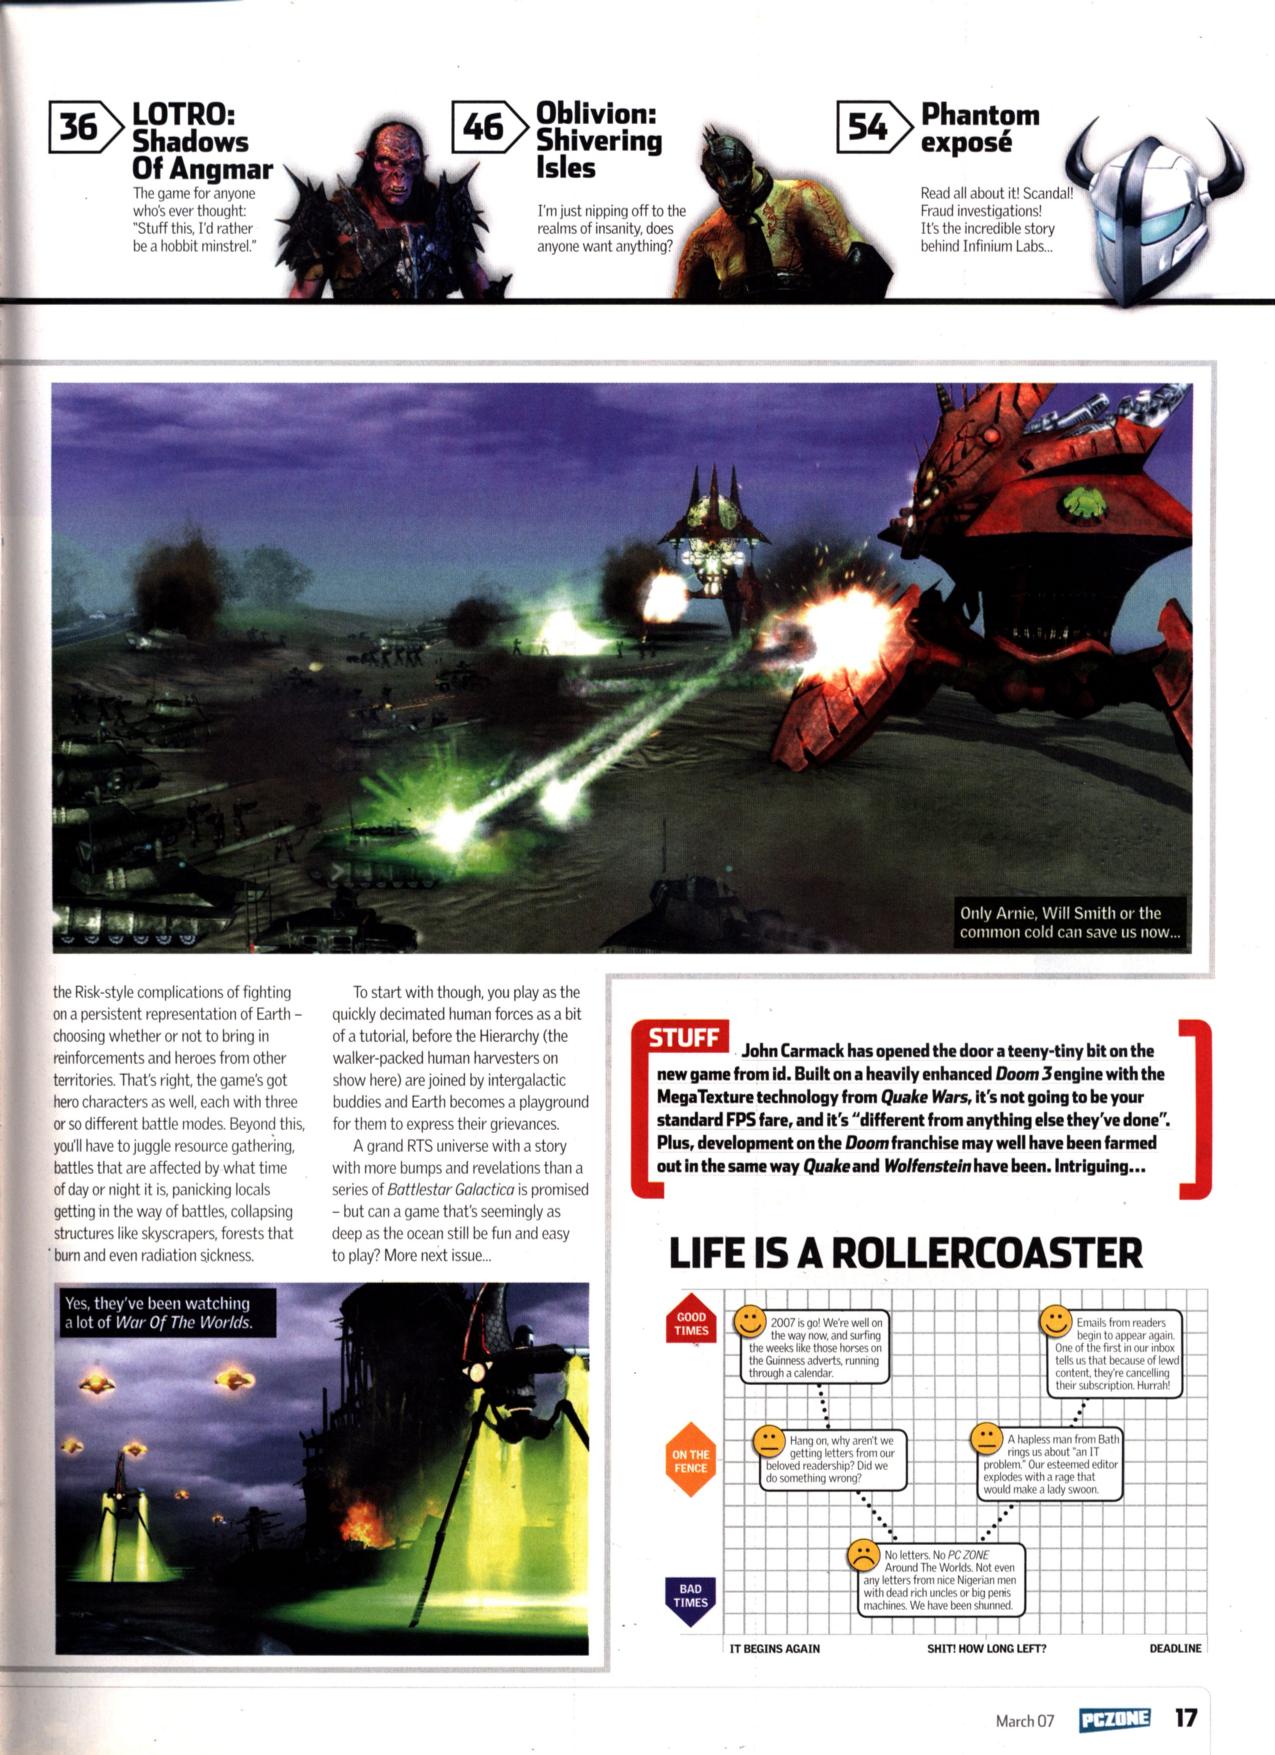 36
LOTRO:
Shadows
Of Angmar
The game for anyone
who's ever thought:
"Stuff this, I'd rather
be a hobbit minstrel."
46
Oblivion:
Shivering
Isles
I'm just nipping off to the
realms of insanity, does
anyone want anything?
54
Phantom
exposé
Read all about it! Scandal!
Fraud investigations!
It's the incredible story
behind Infinium Labs...
Only Arnie, Will Smith or the
common cold can save us now...
the Risk-style complications of fighting
on a persistent representation of Earth –
choosing whether or not to bring in
reinforcements and heroes from other
territories. That's right, the game's got
hero characters as well, each with three
or so different battle modes. Beyond this,
you'll have to juggle resource gathering,
battles that are affected by what time
of day or night it is, panicking locals
getting in the way of battles, collapsing
structures like skyscrapers, forests that
burn and even radiation sickness.
To start with though, you play as the
quickly decimated human forces as a bit
of a tutorial, before the Hierarchy (the
walker-packed human harvesters on
show here) are joined by intergalactic
buddies and Earth becomes a playground
for them to express their grievances.
A grand RTS universe with a story
with more bumps and revelations than a
series of Battlestar Galactica is promised
– but can a game that's seemingly as
deep as the ocean still be fun and easy
to play? More next issue...
Yes, they've been watching
a lot of War Of The Worlds.
STUFF
John Carmack has opened the door a teeny-tiny bit on the
new game from id. Built on a heavily enhanced Doom 3 engine with the
MegaTexture technology from Quake Wars, it's not going to be your
standard FPS fare, and it's "different from anything else they've done".
Plus, development on the Doom franchise may well have been farmed
out in the same way Quake and Wolfenstein have been. Intriguing...
LIFE IS A ROLLERCOASTER
GOOD
TIMES
2007 is go! We're well on
the way now, and surfing
the weeks like those horses on
the Guinness adverts, running
through a calendar.
Emails from readers
begin to appear again.
One of the first in our inbox
tells us that because of lewd
content, they're cancelling
their subscription. Hurrah!
ON THE
FENCE
Hang on, why aren't we
getting letters from our
beloved readership? Did we
do something wrong?
A hapless man from Bath
rings us about "an IT
problem." Our esteemed editor
explodes with a rage that
would make a lady swoon.
BAD
TIMES
No letters. No PC ZONE
Around The Worlds. Not even
any letters from nice Nigerian men
with dead rich uncles or big penis
machines. We have been shunned.
IT BEGINS AGAIN
SHIT! HOW LONG LEFT?
DEADLINE
March 07
PCZONE
17